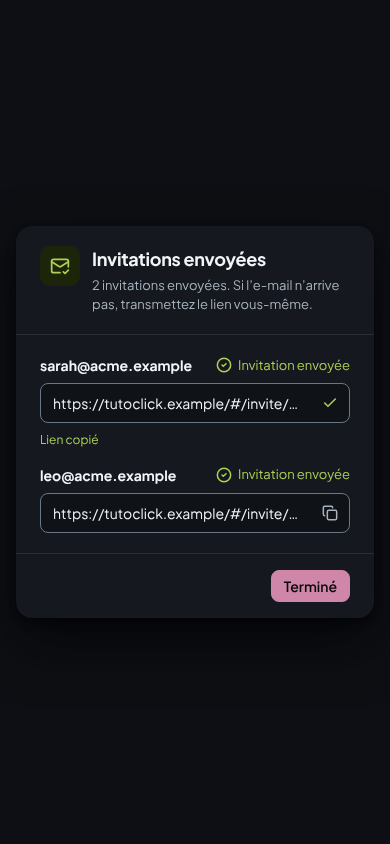 Invitations envoyées
2 invitations envoyées. Si l’e-mail n’arrive
pas, transmettez le lien vous-même.
sarah@acme.example
Invitation envoyée
https://tutoclick.example/#/invite/…
Lien copié
leo@acme.example
Invitation envoyée
https://tutoclick.example/#/invite/…
Terminé